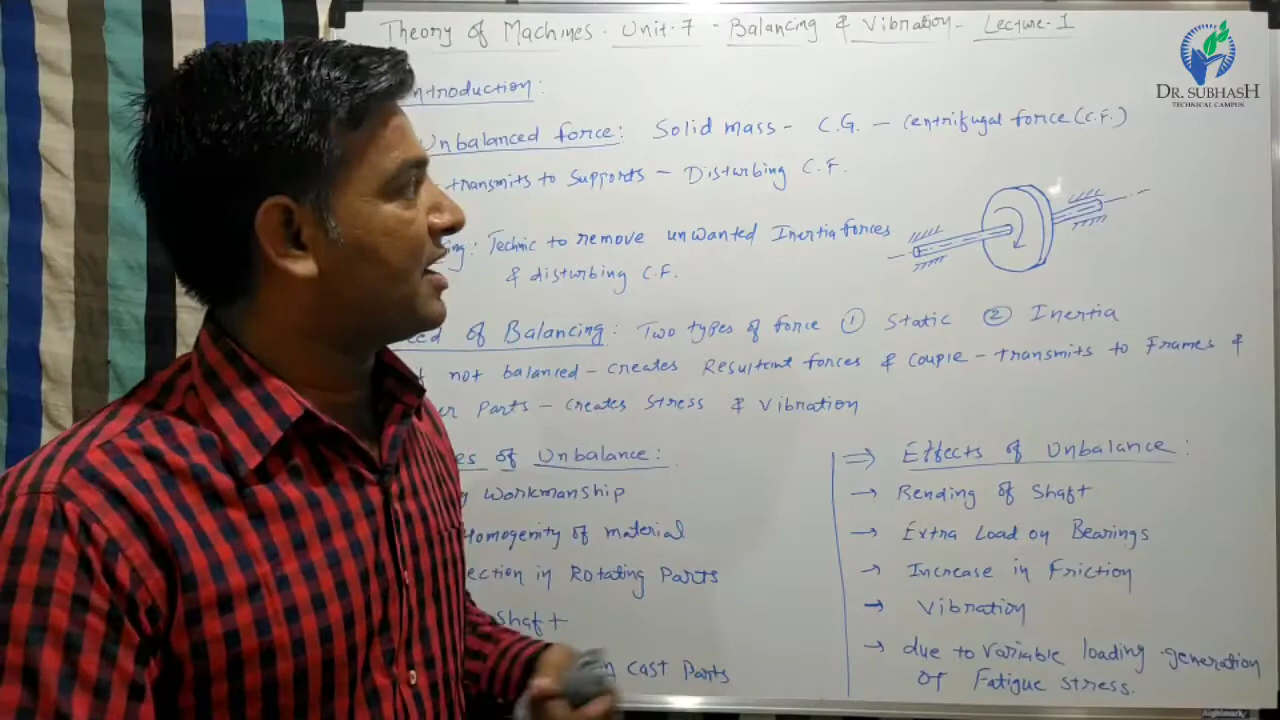 Theory of Machines - Unit-7 - Balancing & Vibration - Lecture-1
DR. SUBHASH
TECHNICAL CAMPUS
ntroduction:
Unbalanced force: Solid mass - C.G. - Centrifugal force (C.F.)
- transmits to Supports - Disturbing C.F.
ing: Technic to remove unwanted Inertia forces
& disturbing C.F.
ed of Balancing: Two types of force ① Static ② Inertia
not balanced - creates Resultant forces & couple - transmits to Frames &
er Parts - creates stress & Vibration
es of Unbalance:
Workmanship
Homogenity of material
ection in Rotating Parts
shaft
n cast Parts
⇒ Effects of Unbalance:
→ Bending of Shaft
→ Extra Load on Bearings
→ Increase in Friction
→ Vibration
→ due to variable loading generation
of Fatigue stress.